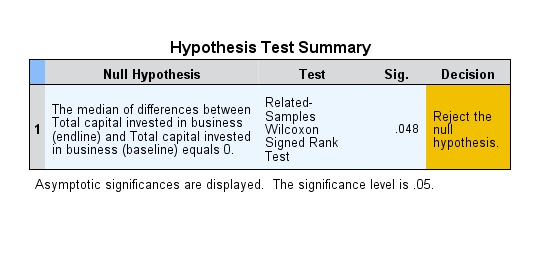 Hypothesis Test Summary
Null Hypothesis Test Sig. Decision
1
The median of differences between
Total capital invested in business
(endline) and Total capital invested
in business (baseline) equals 0.
Related-
Samples
Wilcoxon
Signed Rank
Test
.048
Reject the
null
hypothesis.
Asymptotic significances are displayed. The significance level is .05.